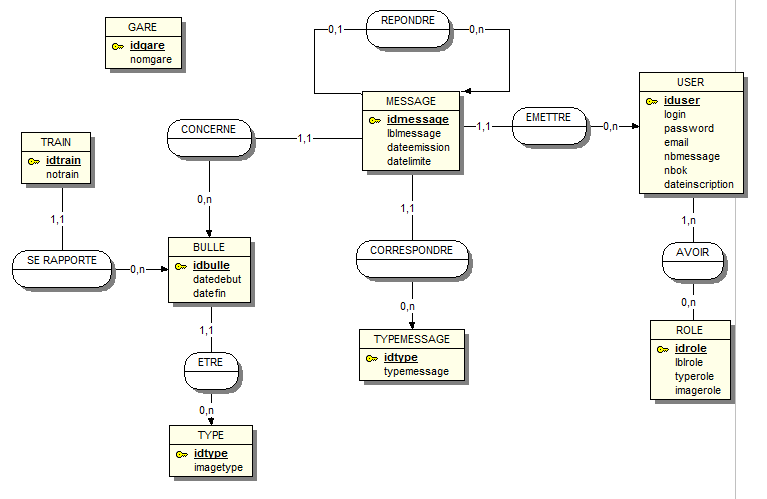 GARE
idgare
nomgare
0,1
REPONDRE
0,n
TRAIN
idtrain
notrain
CONCERNE
1,1
MESSAGE
idmessage
lblmessage
dateemission
datelimite
1,1
EMETTRE
0,n
USER
iduser
login
password
email
nbmessage
nbok
dateinscription
1,1
0,n
1,1
1,n
SE RAPPORTE
0,n
BULLE
idbulle
datedebut
datefin
CORRESPONDRE
AVOIR
1,1
0,n
0,n
ETRE
TYPEMESSAGE
idtype
typemessage
ROLE
idrole
lblrole
typerole
imagerole
0,n
TYPE
idtype
imagetype